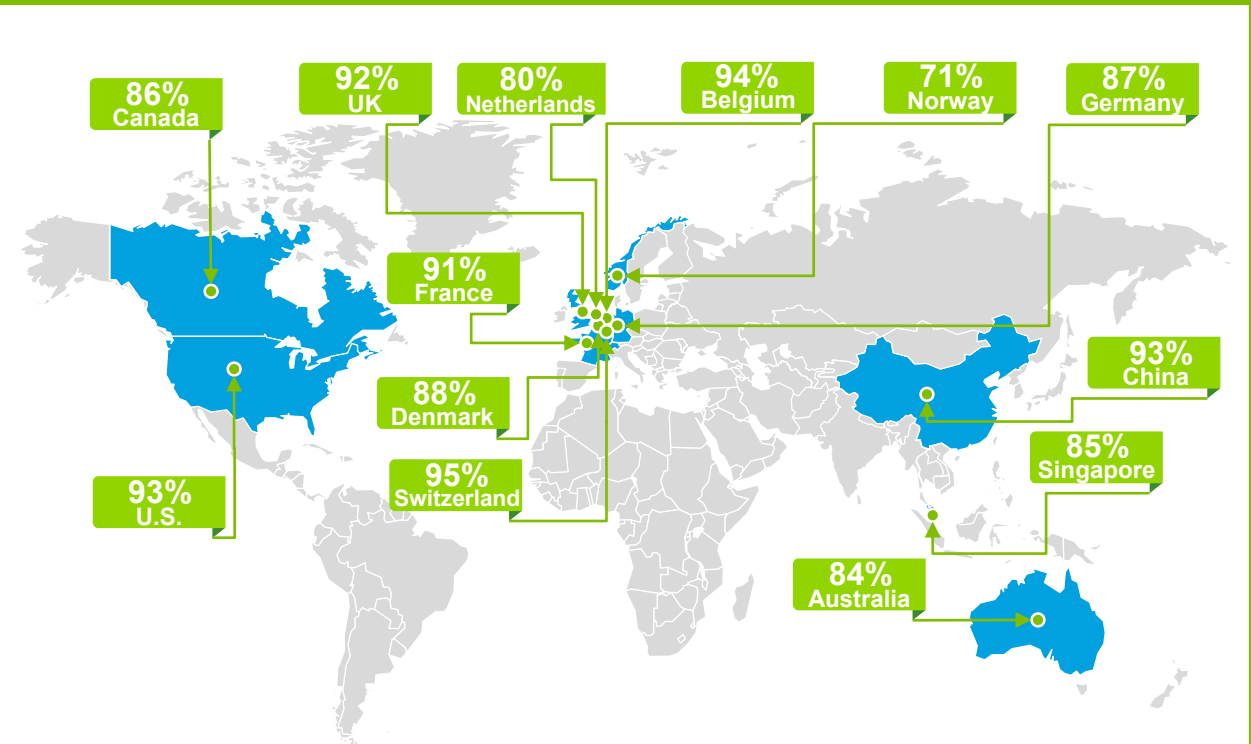 86%
Canada
92%
UK
80%
Netherlands
94%
Belgium
71%
Norway
87%
Germany
91%
France
93%
China
88%
Denmark
85%
Singapore
95%
Switzerland
93%
U.S.
84%
Australia